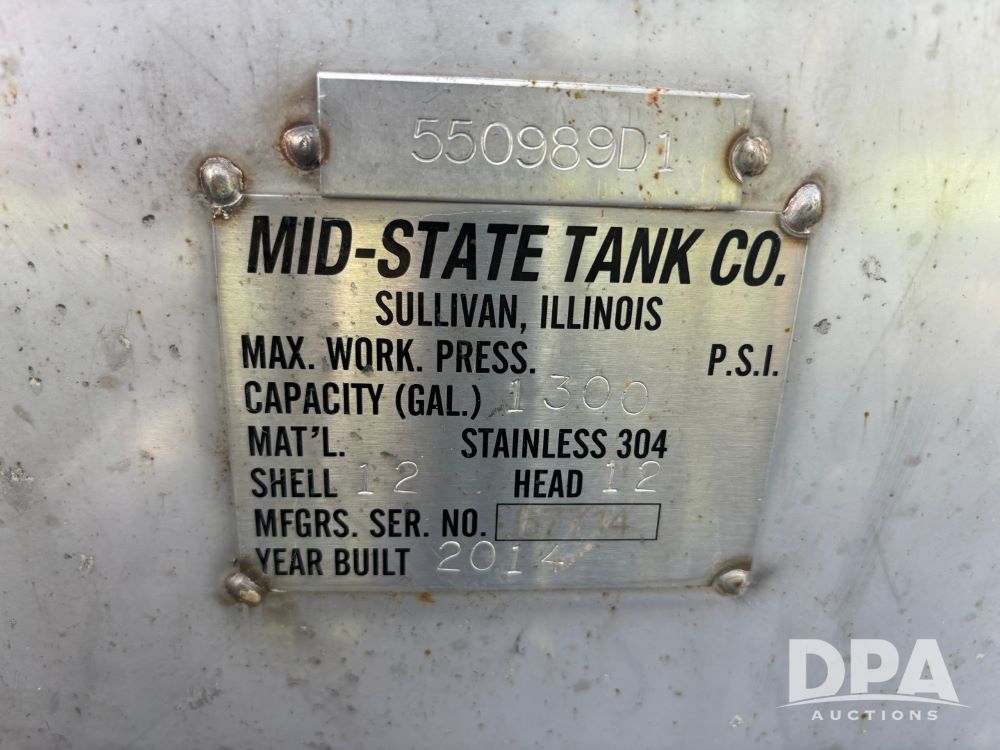 550989D1
MID-STATE TANK CO.
SULLIVAN, ILLINOIS
MAX. WORK. PRESS. P.S.I.
CAPACITY (GAL.) 1300
MAT'L. STAINLESS 304
SHELL 12 HEAD 12
MFGRS. SER. NO.
YEAR BUILT 2014
DPA
AUCTIONS